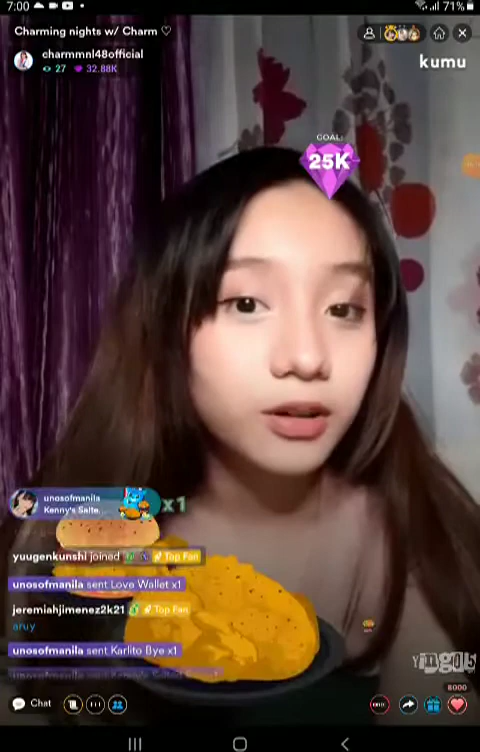 7:00
71%
Charming nights w/ Charm ♡
charmmnl48official
27 32.88K
kumu
GOAL:
25K
unosofmanila
Kenny's Salte..
x1
yuugenkunshi joined Top Fan
unosofmanila sent Love Wallet x1
jeremiahjimenez2k21 Top Fan
aruy
unosofmanila sent Karlito Bye x1
8000
Chat